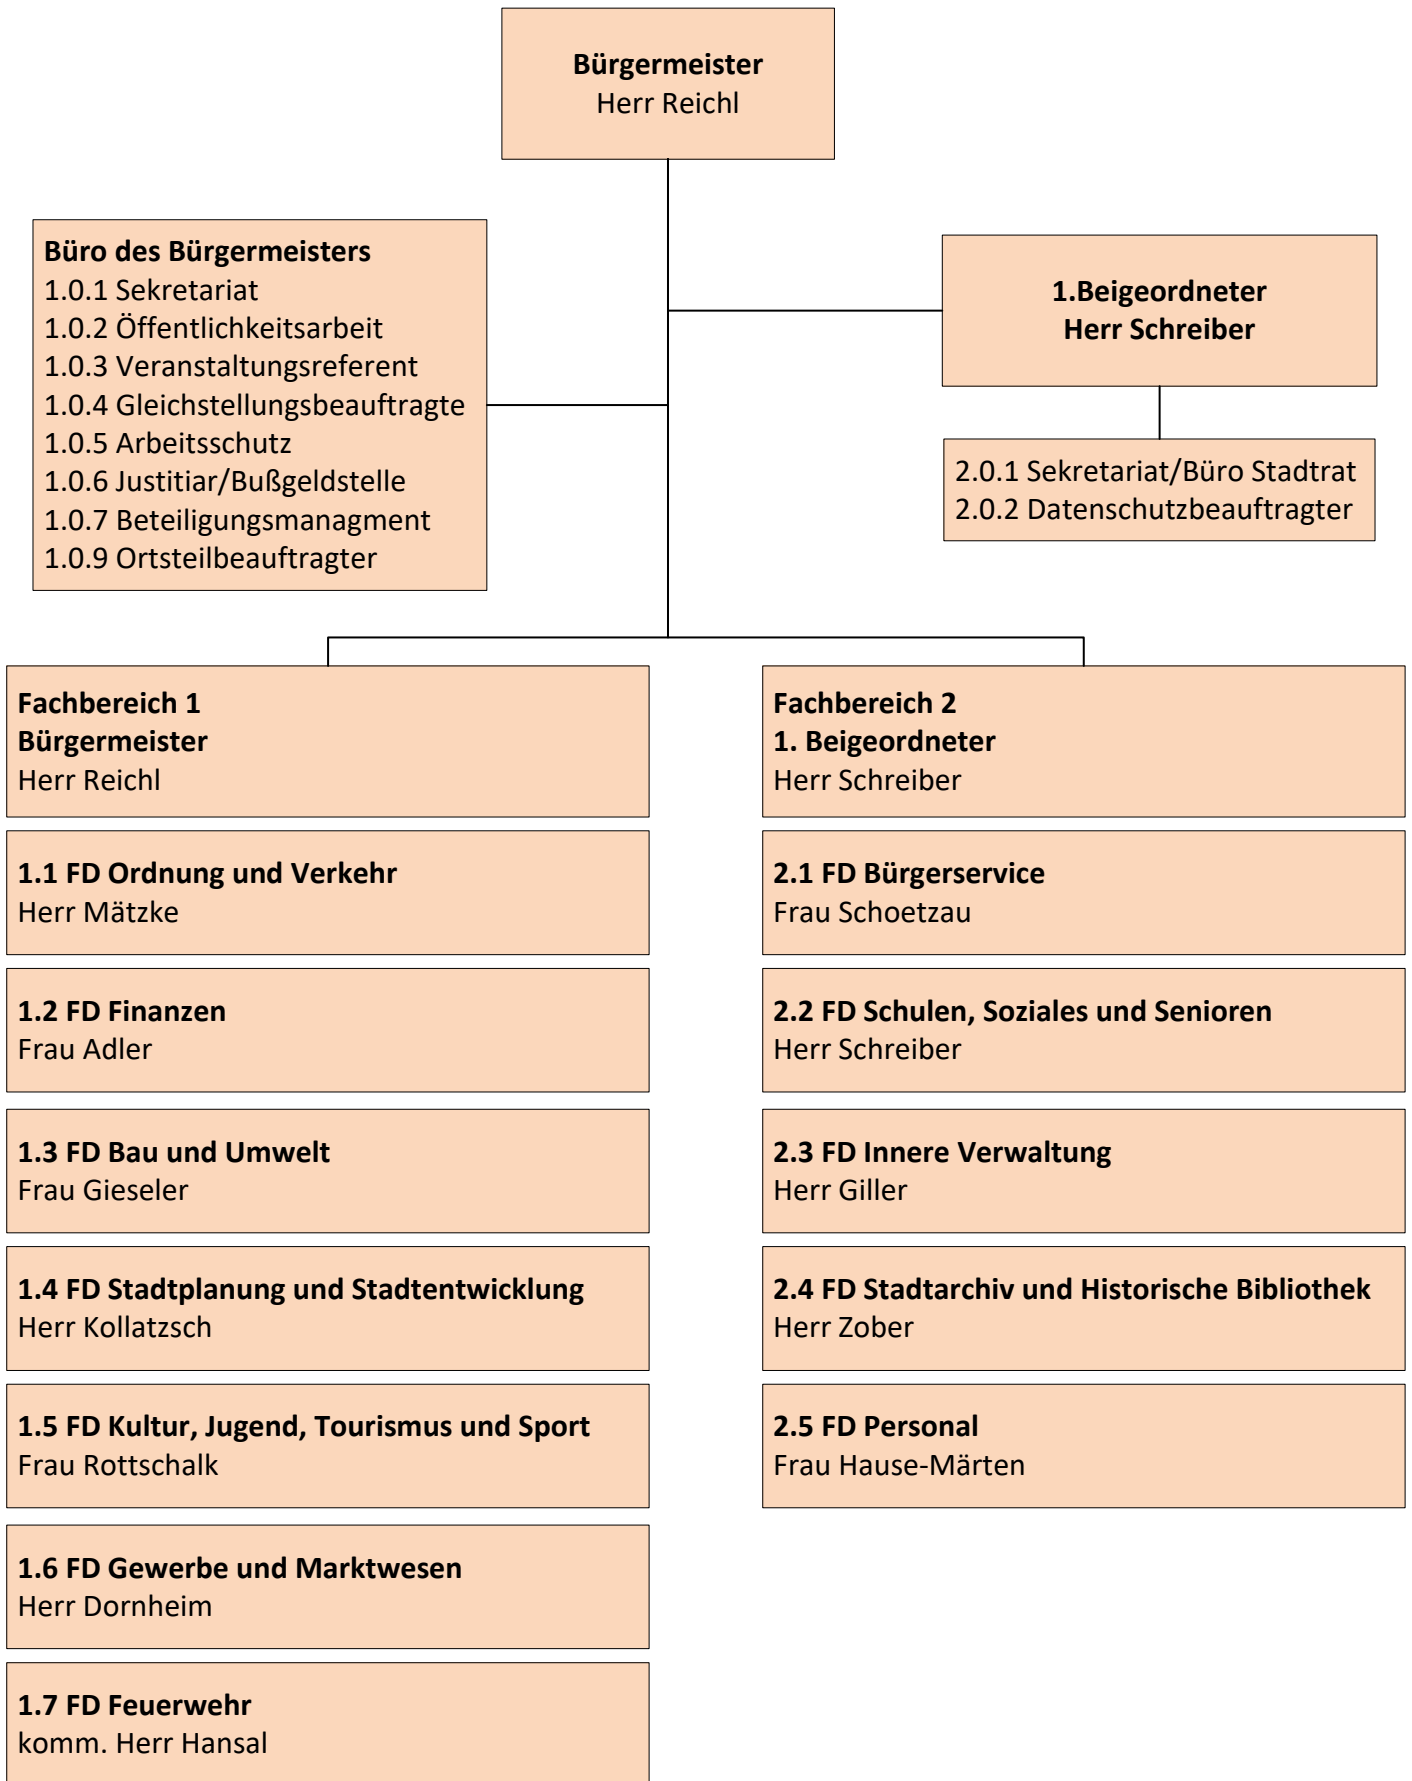 Bürgermeister
Herr Reichl
Büro des Bürgermeisters
1.0.1 Sekretariat
1.0.2 Öffentlichkeitsarbeit
1.0.3 Veranstaltungsreferent
1.0.4 Gleichstellungsbeauftragte
1.0.5 Arbeitsschutz
1.0.6 Justitiar/Bußgeldstelle
1.0.7 Beteiligungsmanagment
1.0.9 Ortsteilbeauftragter
1.Beigeordneter
Herr Schreiber
2.0.1 Sekretariat/Büro Stadtrat
2.0.2 Datenschutzbeauftragter
Fachbereich 1
Bürgermeister
Herr Reichl
1.1 FD Ordnung und Verkehr
Herr Mätzke
1.2 FD Finanzen
Frau Adler
1.3 FD Bau und Umwelt
Frau Gieseler
1.4 FD Stadtplanung und Stadtentwicklung
Herr Kollatzsch
1.5 FD Kultur, Jugend, Tourismus und Sport
Frau Rottschalk
1.6 FD Gewerbe und Marktwesen
Herr Dornheim
1.7 FD Feuerwehr
komm. Herr Hansal
Fachbereich 2
1. Beigeordneter
Herr Schreiber
2.1 FD Bürgerservice
Frau Schoetzau
2.2 FD Schulen, Soziales und Senioren
Herr Schreiber
2.3 FD Innere Verwaltung
Herr Giller
2.4 FD Stadtarchiv und Historische Bibliothek
Herr Zober
2.5 FD Personal
Frau Hause-Märten